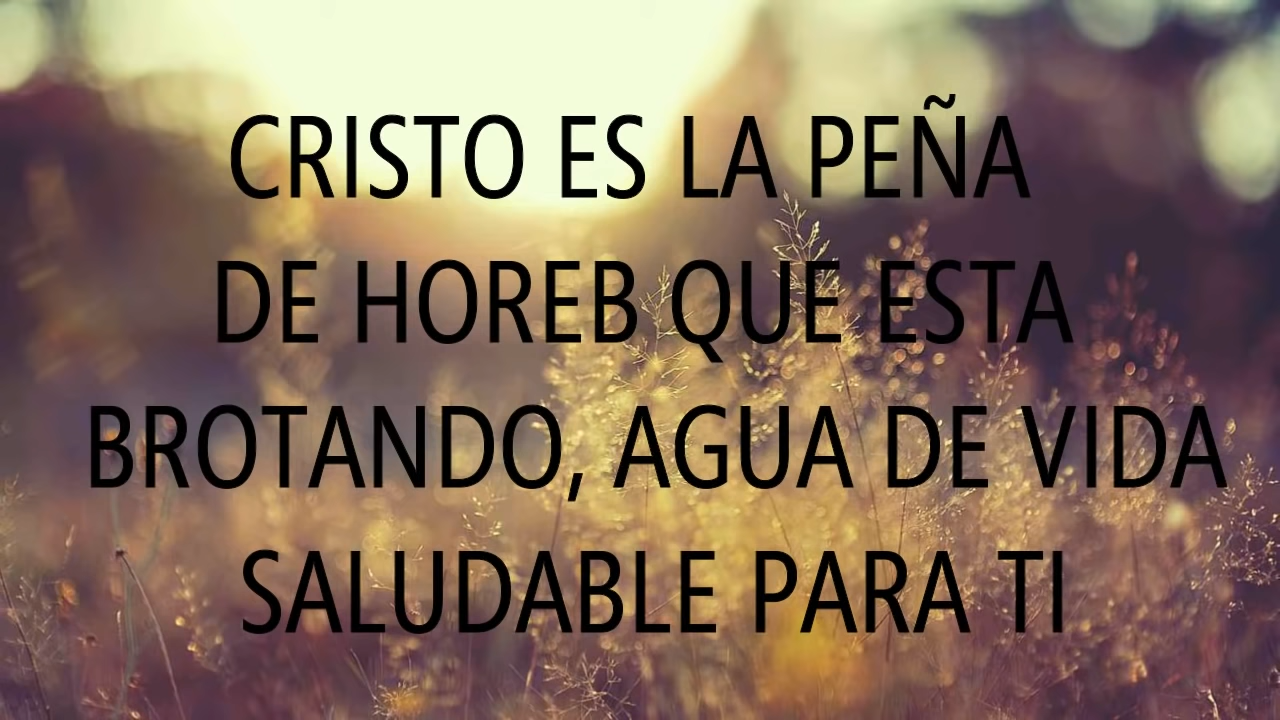 CRISTO ES LA PEÑA
DE HOREB QUE ESTA
BROTANDO, AGUA DE VIDA
SALUDABLE PARA TI